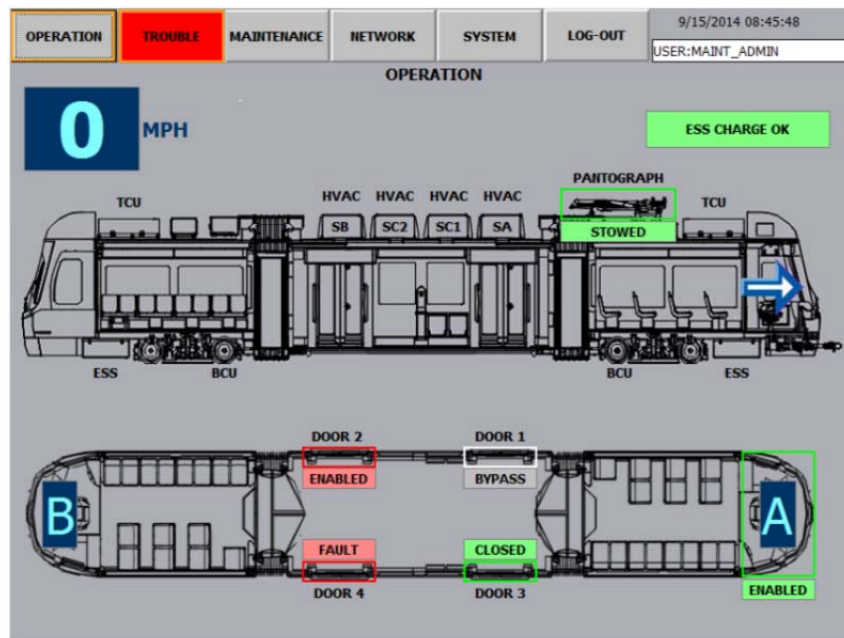 OPERATION TROUBLE MAINTENANCE NETWORK SYSTEM LOG-OUT 9/15/2014 08:45:48
USER:MAINT_ADMIN
OPERATION
0 MPH
ESS CHARGE OK
PANTOGRAPH
TCU HVAC HVAC HVAC HVAC TCU
SB SC2 SC1 SA STOWED
ESS BCU BCU ESS
DOOR 2 DOOR 1
ENABLED BYPASS
B A
FAULT CLOSED
DOOR 4 DOOR 3 ENABLED